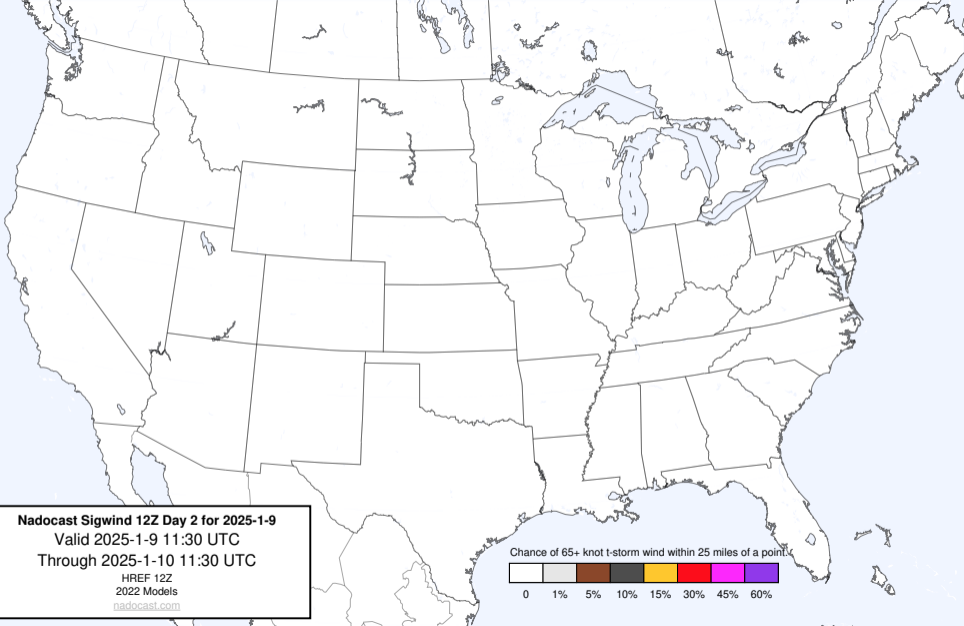 Nadocast Sigwind 12Z Day 2 for 2025-1-9
Valid 2025-1-9 11:30 UTC
Through 2025-1-10 11:30 UTC
HREF 12Z
2022 Models
nadocast.com
Chance of 65+ knot t-storm wind within 25 miles of a point.
0 1% 5% 10% 15% 30% 45% 60%